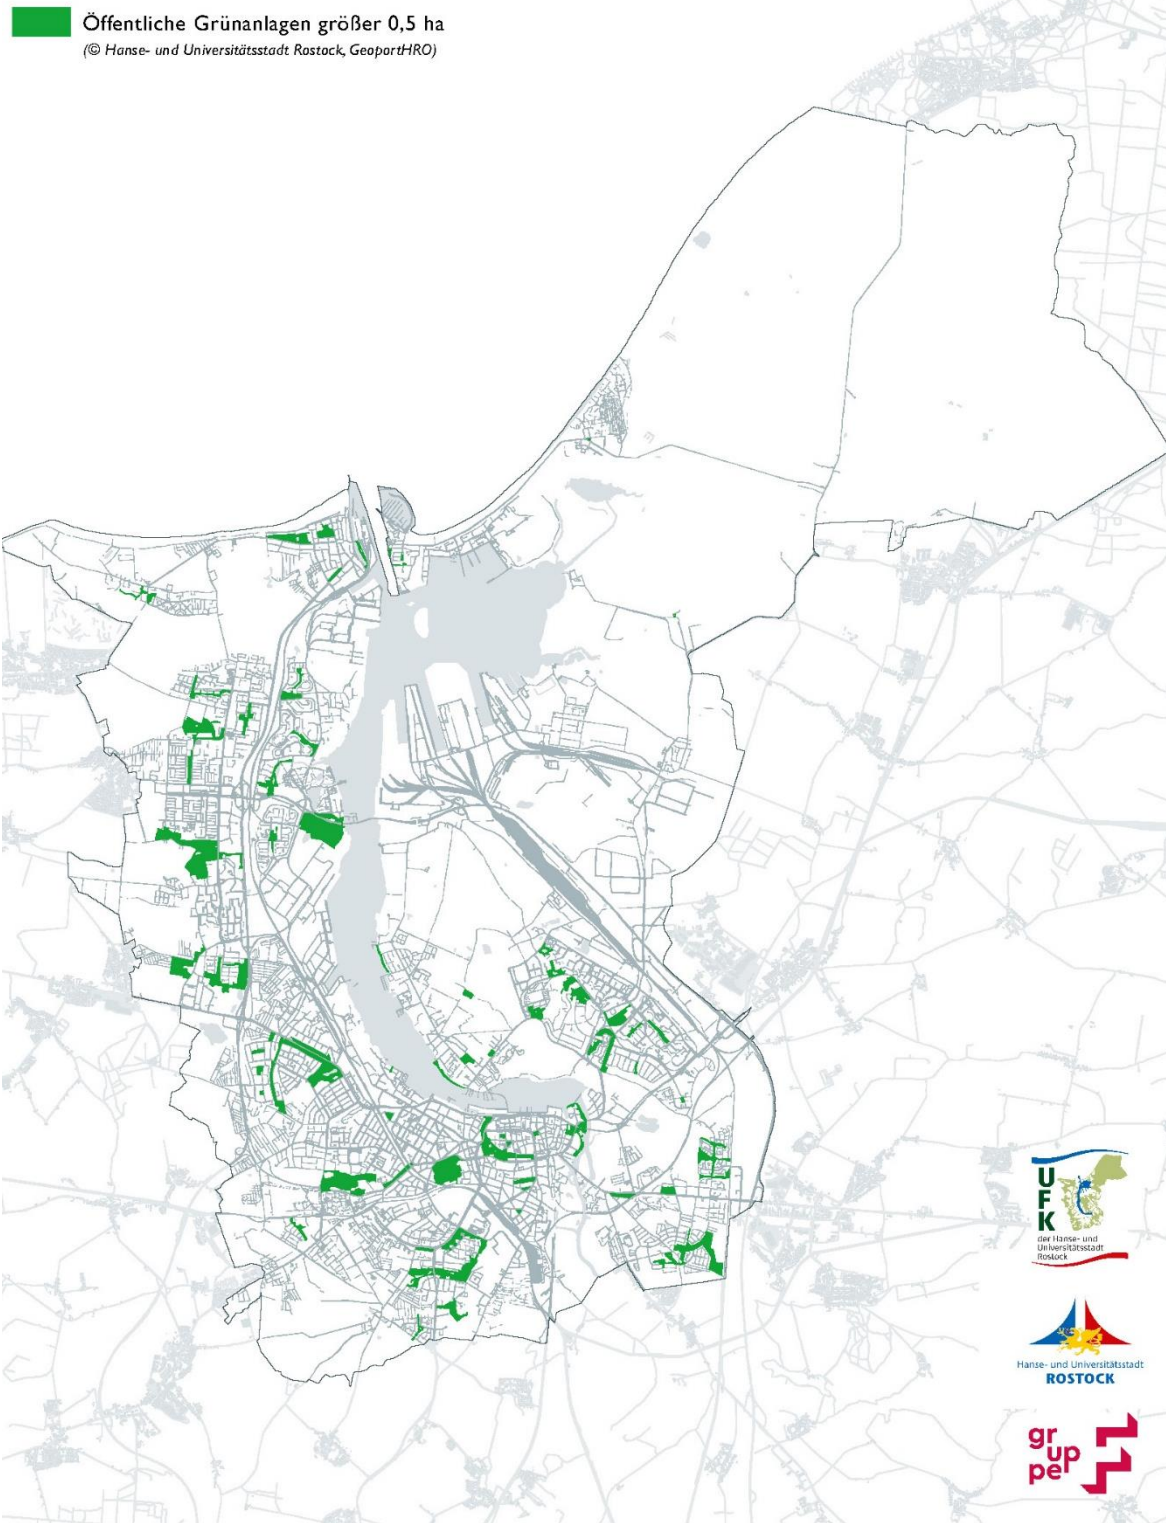 Öffentliche Grünanlagen größer 0,5 ha
(© Hanse- und Universitätsstadt Rostock, GeoportHRO)
U
F
K
der Hanse- und
Universitätsstadt
Rostock
Hanse- und Universitätsstadt
ROSTOCK
gr
up
pe